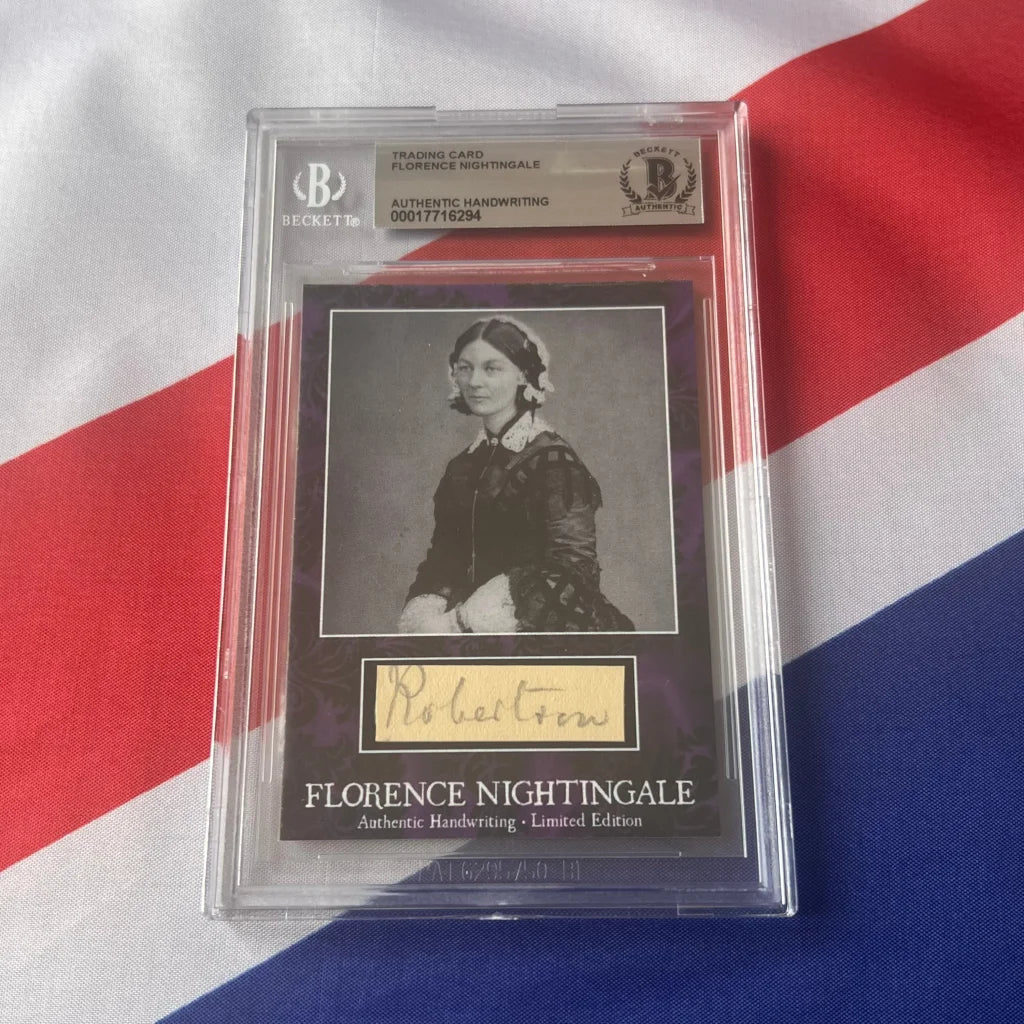 BECKETT®
TRADING CARD
FLORENCE NIGHTINGALE
AUTHENTIC HANDWRITING
00017716294
BECKETT
B
AUTHENTIC
Robertson
FLORENCE NIGHTINGALE
Authentic Handwriting • Limited Edition